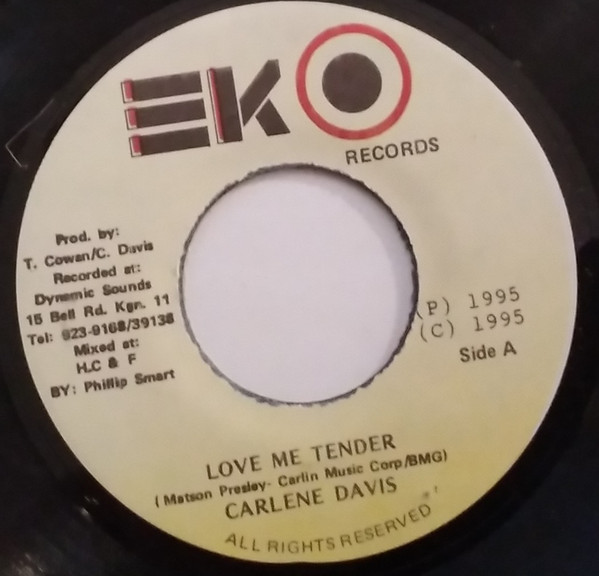 EKO
RECORDS
Prod. by:
T. Cowan/C. Davis
Recorded at:
Dynamic Sounds
15 Bell Rd. Kgn. 11
Tel: 923-9168/39138
Mixed at:
H.C & F
BY: Phillip Smart
(P) 1995
(C) 1995
Side A
LOVE ME TENDER
(Matson Presley- Carlin Music Corp/BMG)
CARLENE DAVIS
ALL RIGHTS RESERVED